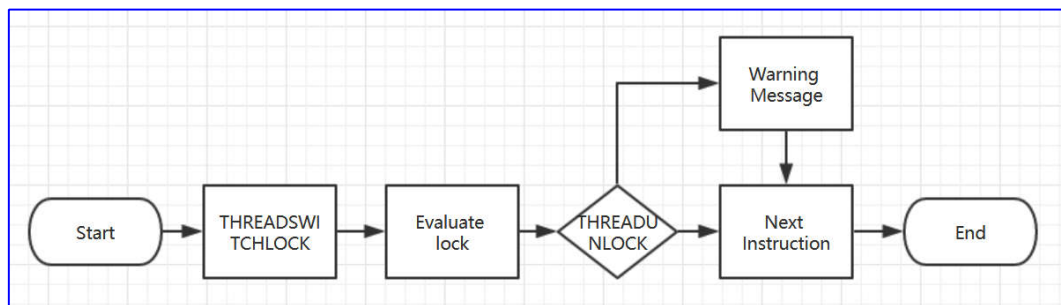 Warning
Message
Start
THREADSWI
TCHLOCK
Evaluate
lock
THREADU
NLOCK
Next
Instruction
End